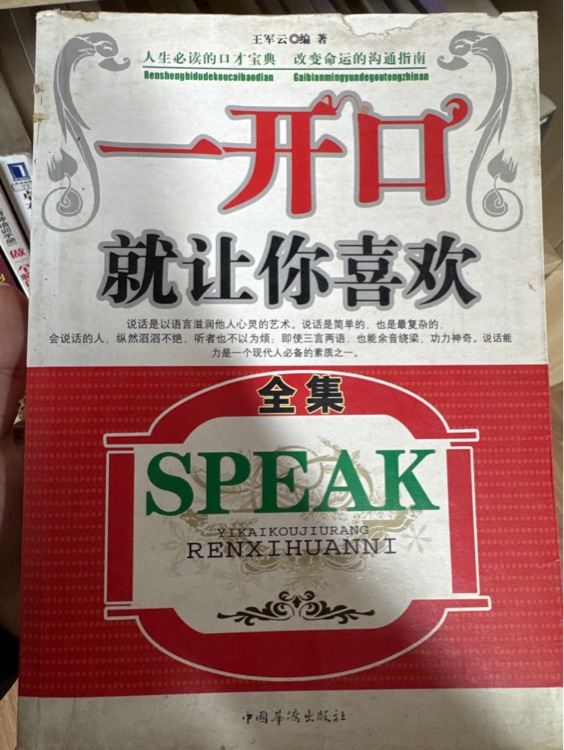 王军云◎编 著
人生必读的口才宝典 改变命运的沟通指南
Renshengbidudekoucaibaodian Gaibianmingyundegoutongzhinan
一开口
就让你喜欢
说话是以语言滋润他人心灵的艺术。说话是简单的，也是最复杂的，
会说话的人，纵然滔滔不绝，听者也不以为烦；即使三言两语，也能余音绕梁，功力神奇。说话能
力是一个现代人必备的素质之一。
全集
SPEAK
YIKAIKOUJIURANG
RENXIHUANNI
中国华侨出版社